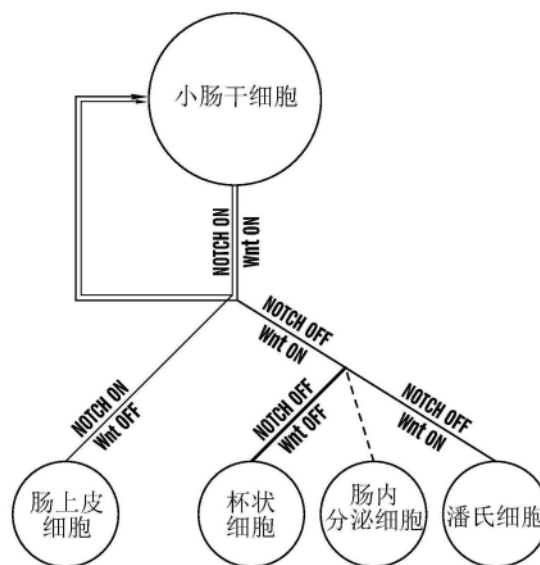 小肠干细胞
NOTCH ON
Wnt ON
NOTCH OFF
Wnt ON
NOTCH ON
Wnt OFF
NOTCH OFF
Wnt OFF
NOTCH OFF
Wnt ON
肠上皮
细胞
杯状
细胞
肠内
分泌细胞
潘氏细胞